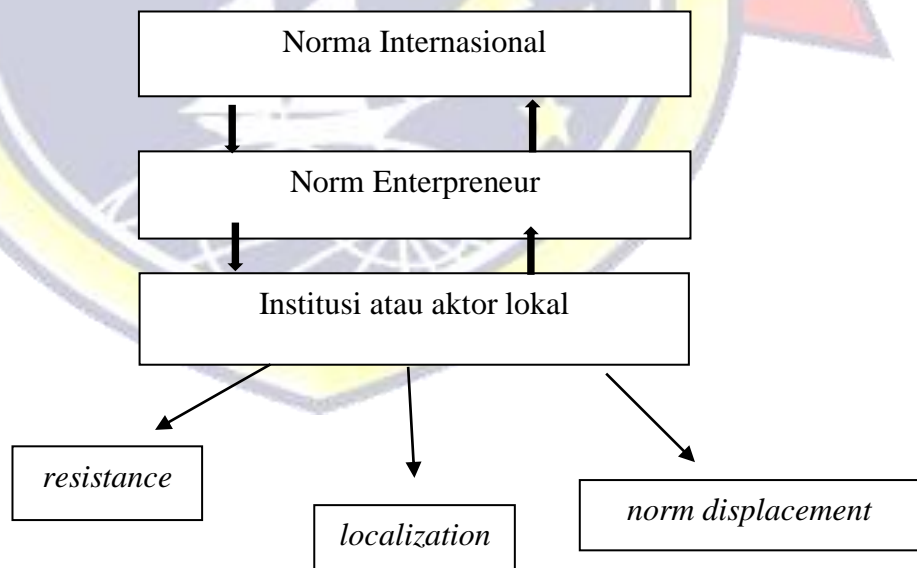 Norma Internasional
Norm Enterpreneur
Institusi atau aktor lokal
resistance
localization
norm displacement